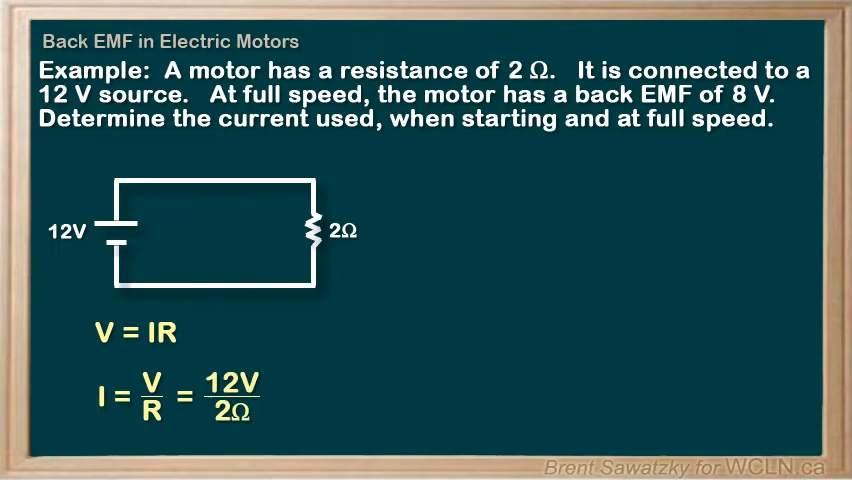 Back EMF in Electric Motors
Example: A motor has a resistance of 2 Ω. It is connected to a
12 V source. At full speed, the motor has a back EMF of 8 V.
Determine the current used, when starting and at full speed.
12V
2Ω
V = IR
I = V/R = 12V/2Ω
Brent Sawatzky for WCLN.ca